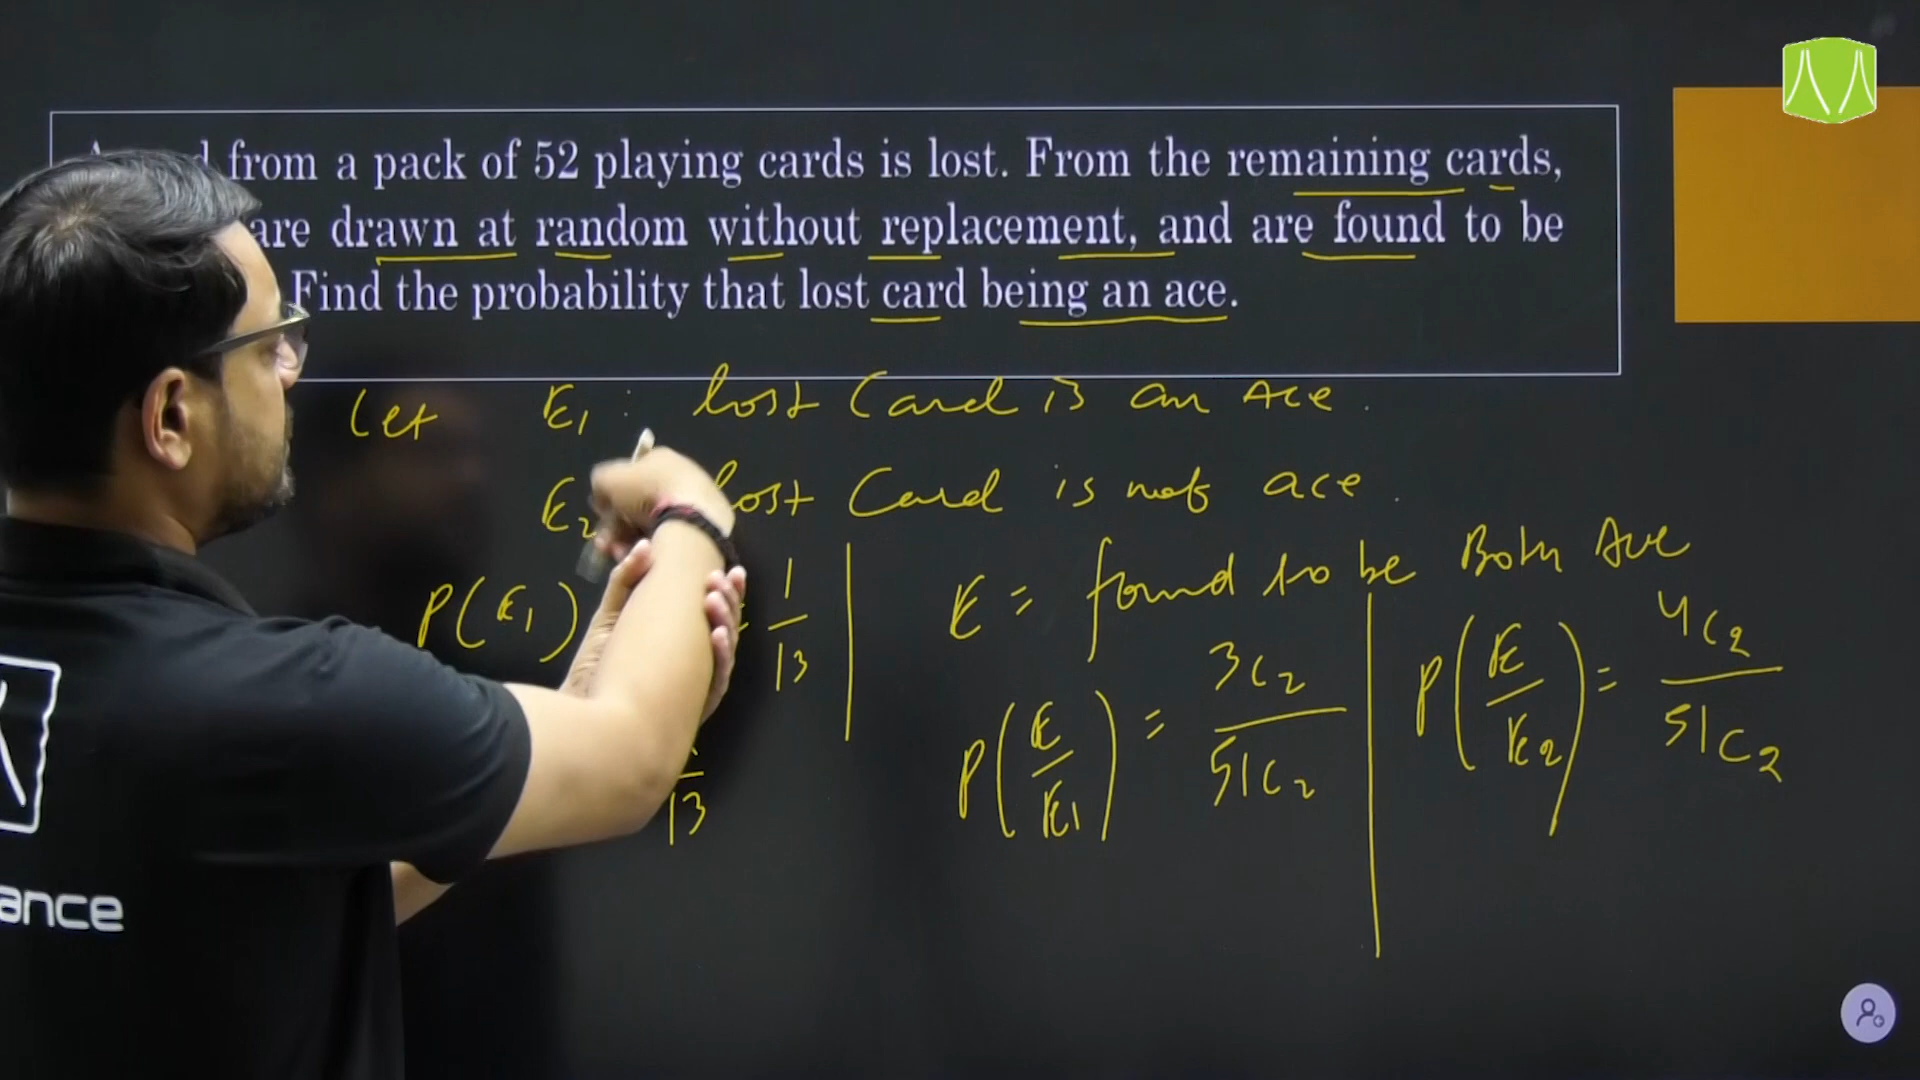 from a pack of 52 playing cards is lost. From the remaining cards,
are drawn at random without replacement, and are found to be
Find the probability that lost card being an ace.
Let E1 : lost Card is an Ace.
E2 lost Card is not ace.
E = found to be Both Ace
P(E1) = 1/13
13
P(E/E1) = 3C2/51C2
P(E/E2) = 4C2/51C2
ance